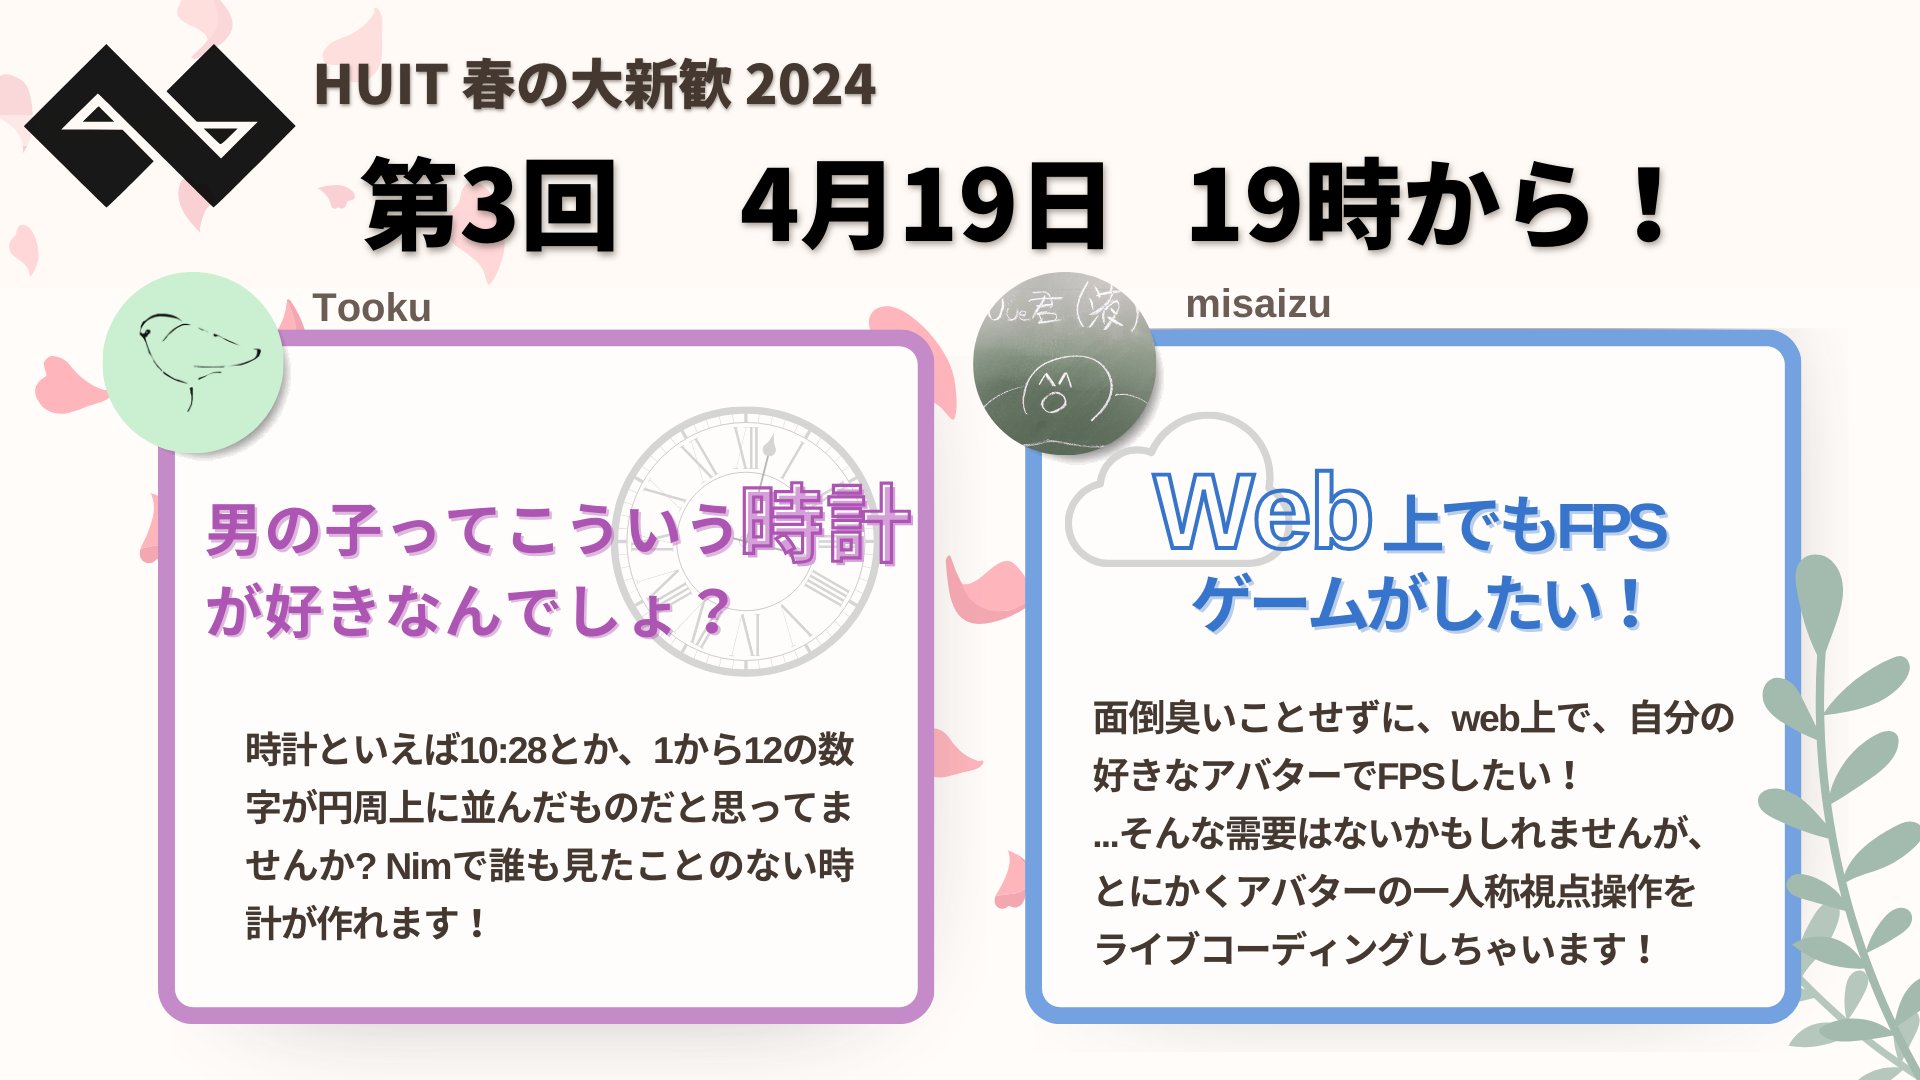 HUIT 春の大新歓 2024
第3回 4月19日 19時から！
Tooku
男の子ってこういう時計
が好きなんでしょ？
時計といえば10:28とか、1から12の数
字が円周上に並んだものだと思ってま
せんか? Nimで誰も見たことのない時
計が作れます！
misaizu
君（液）
Web上でもFPS
ゲームがしたい！
面倒臭いことせずに、web上で、自分の
好きなアバターでFPSしたい！
...そんな需要はないかもしれませんが、
とにかくアバターの一人称視点操作を
ライブコーディングしちゃいます！